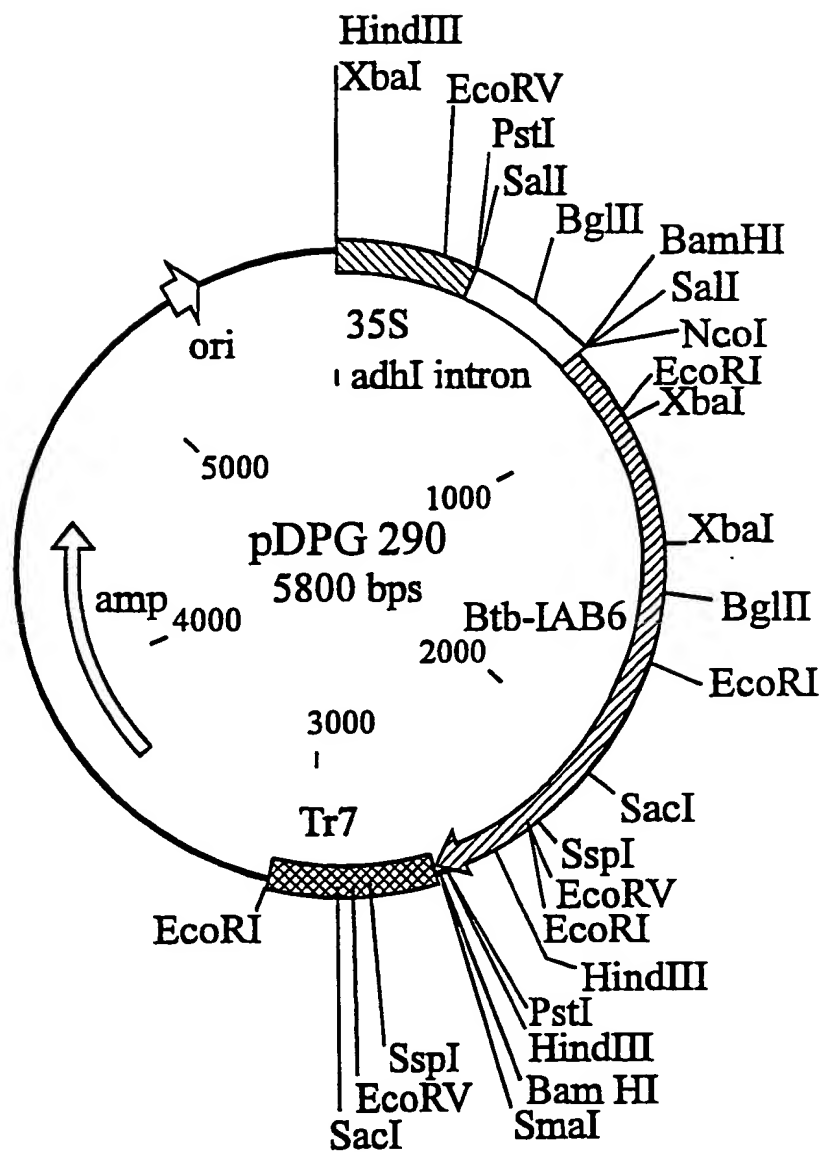 HindIII
XbaI
EcoRV
PstI
SalI
BglII
BamHI
SalI
NcoI
EcoRI
XbaI
35S
ori
adhI intron
5000
1000
pDPG 290
5800 bps
XbaI
BglII
amp
4000
Btb-IAB6
2000
EcoRI
3000
Tr7
SacI
SspI
EcoRV
EcoRI
EcoRI
HindIII
PstI
HindIII
Bam HI
SmaI
SspI
EcoRV
SacI